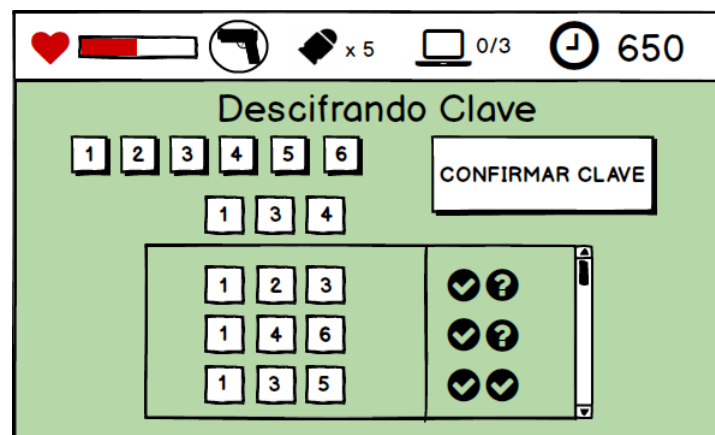 x 5 0/3 650
Descifrando Clave
1 2 3 4 5 6
CONFIRMAR CLAVE
1 3 4
1 2 3 ?
1 4 6 ?
1 3 5